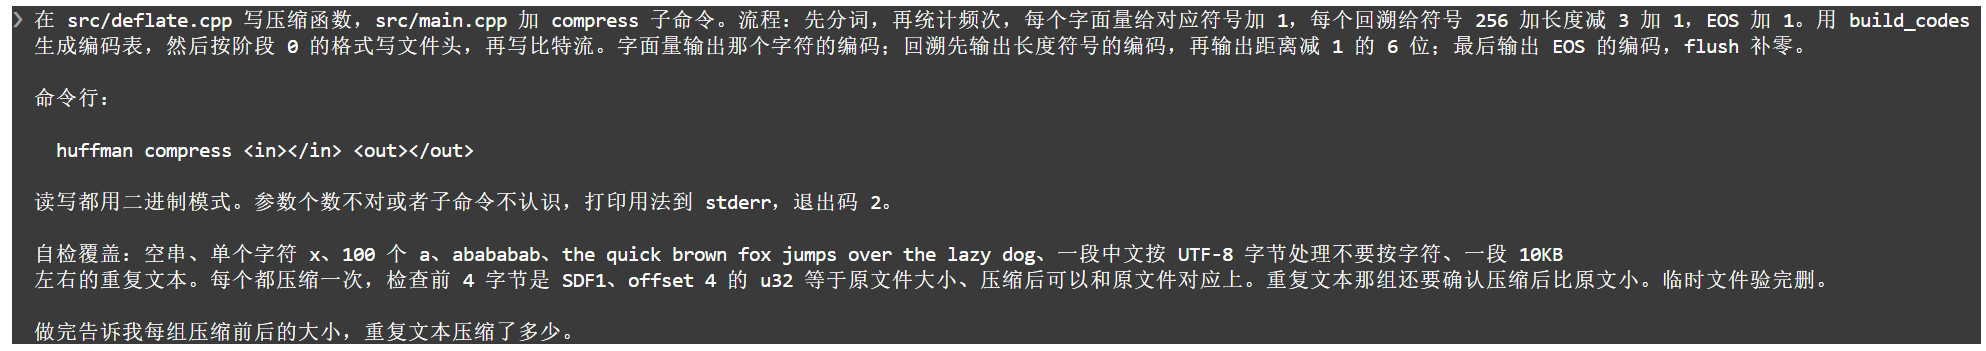 ❯ 在 src/deflate.cpp 写压缩函数，src/main.cpp 加 compress 子命令。流程：先分词，再统计频次，每个字面量给对应符号加 1，每个回溯给符号 256 加长度减 3 加 1，EOS 加 1。用 build_codes
生成编码表，然后按阶段 0 的格式写文件头，再写比特流。字面量输出那个字符的编码；回溯先输出长度符号的编码，再输出距离减 1 的 6 位；最后输出 EOS 的编码，flush 补零。
命令行：
huffman compress <in></in> <out></out>
读写都用二进制模式。参数个数不对或者子命令不认识，打印用法到 stderr，退出码 2。
自检覆盖：空串、单个字符 x、100 个 a、abababab、the quick brown fox jumps over the lazy dog、一段中文按 UTF-8 字节处理不要按字符、一段 10KB
左右的重复文本。每个都压缩一次，检查前 4 字节是 SDF1、offset 4 的 u32 等于原文件大小、压缩后可以和原文件对应上。重复文本那组还要确认压缩后比原文小。临时文件验完删。
做完告诉我每组压缩前后的大小，重复文本压缩了多少。